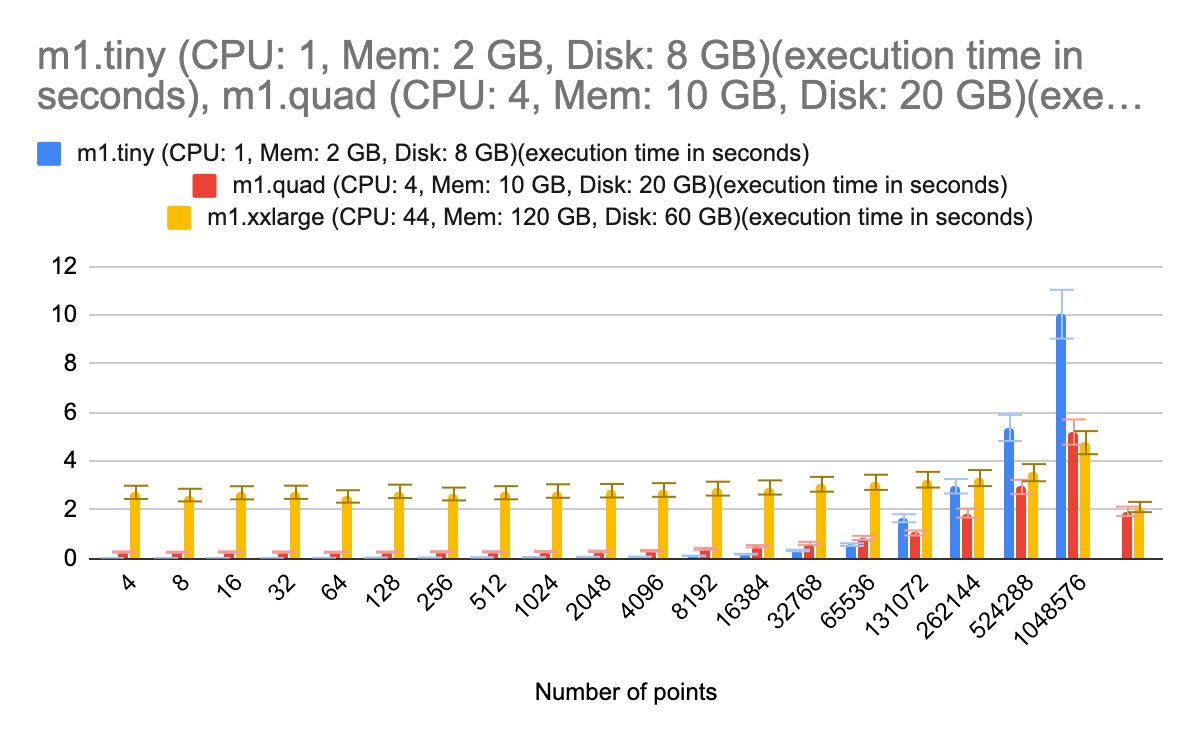 m1.tiny (CPU: 1, Mem: 2 GB, Disk: 8 GB)(execution time in
seconds), m1.quad (CPU: 4, Mem: 10 GB, Disk: 20 GB)(exe…
m1.tiny (CPU: 1, Mem: 2 GB, Disk: 8 GB)(execution time in seconds)
m1.quad (CPU: 4, Mem: 10 GB, Disk: 20 GB)(execution time in seconds)
m1.xxlarge (CPU: 44, Mem: 120 GB, Disk: 60 GB)(execution time in seconds)
12
10
8
6
4
2
0
4 8 16 32 64 128 256 512 1024 2048 4096 8192 16384 32768 65536 131072 262144 524288 1048576
Number of points